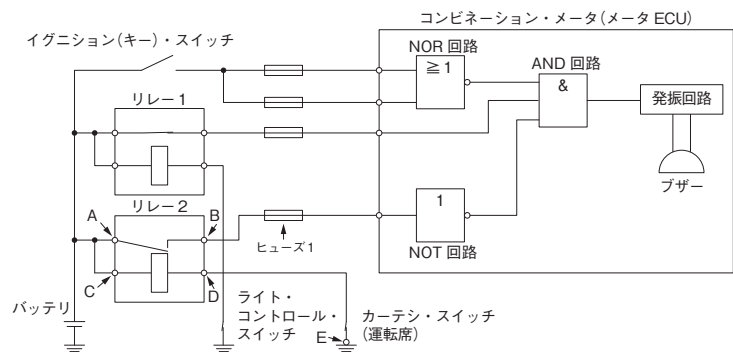 コンビネーション・メータ(メータ ECU)
イグニション(キー)・スイッチ
NOR 回路
≧1
AND 回路
&
発振回路
ブザー
リレー1
リレー2
A
B
C
D
ヒューズ1
1
NOT 回路
バッテリ
ライト・
コントロール・
スイッチ
E
カーテシ・スイッチ
(運転席)